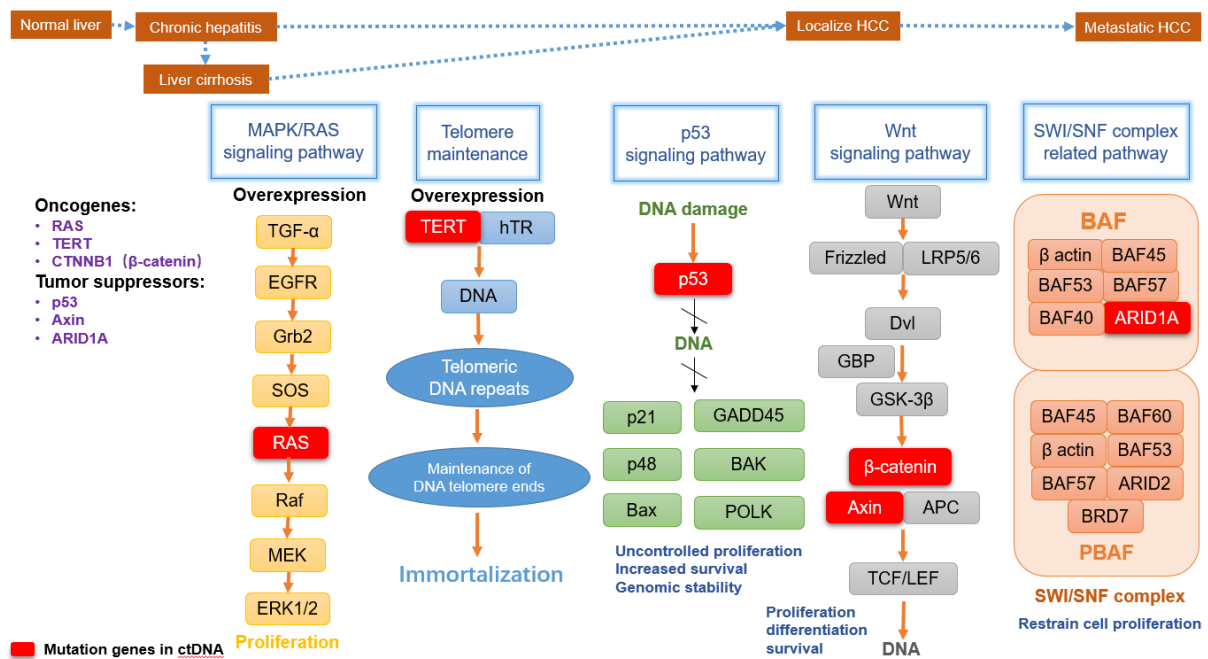 Normal liver
Chronic hepatitis
Localize HCC
Metastatic HCC
Liver cirrhosis
MAPK/RAS
signaling pathway
Telomere
maintenance
p53
signaling pathway
Wnt
signaling pathway
SWI/SNF complex
related pathway
Oncogenes:
• RAS
• TERT
• CTNNB1（β-catenin）
Tumor suppressors:
• p53
• Axin
• ARID1A
Overexpression
TGF-α
EGFR
Grb2
SOS
RAS
Raf
MEK
ERK1/2
Proliferation
Overexpression
TERT
hTR
DNA
Telomeric
DNA repeats
Maintenance of
DNA telomere ends
Immortalization
DNA damage
p53
DNA
p21
GADD45
p48
BAK
Bax
POLK
Uncontrolled proliferation
Increased survival
Genomic stability
Wnt
Frizzled
LRP5/6
Dvl
GBP
GSK-3β
β-catenin
Axin
APC
TCF/LEF
Proliferation
differentiation
survival
DNA
BAF
β actin
BAF45
BAF53
BAF57
BAF40
ARID1A
BAF45
BAF60
β actin
BAF53
BAF57
ARID2
BRD7
PBAF
SWI/SNF complex
Restrain cell proliferation
Mutation genes in ctDNA